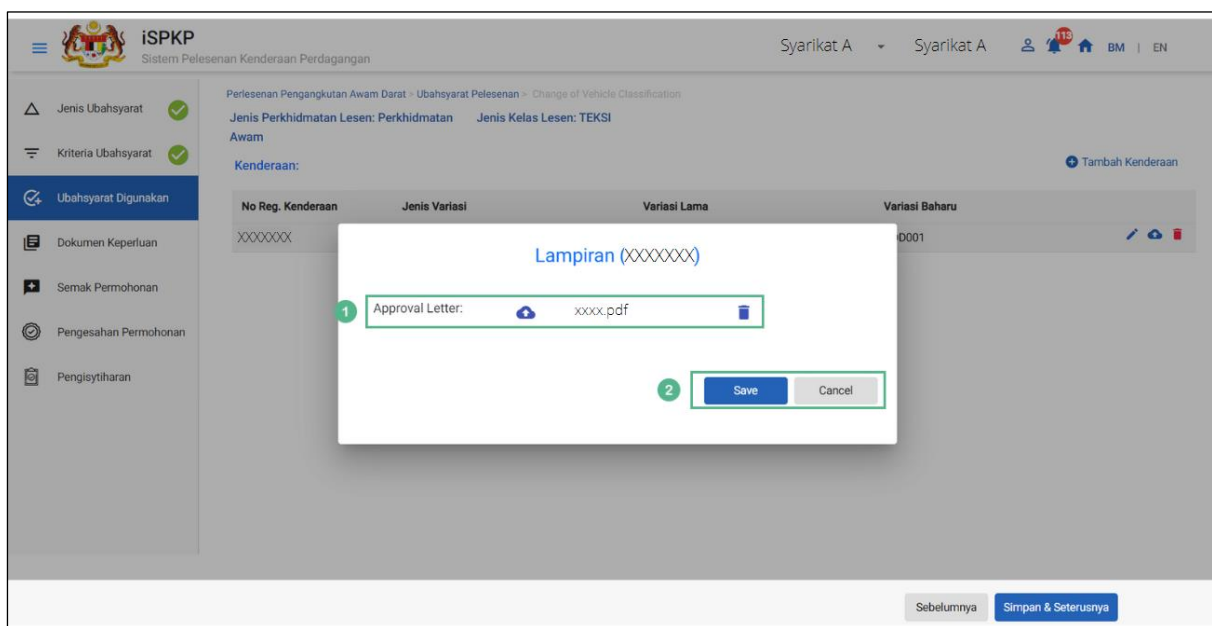 iSPKP
Sistem Pelesenan Kenderaan Perdagangan
Syarikat A
Syarikat A
113
BM | EN
Jenis Ubahsyarat
Kriteria Ubahsyarat
Ubahsyarat Digunakan
Dokumen Keperluan
Semak Permohonan
Pengesahan Permohonan
Pengisytiharan
Perlesenan Pengangkutan Awam Darat > Ubahsyarat Pelesenan > Change of Vehicle Classification
Jenis Perkhidmatan Lesen: Perkhidmatan Awam Jenis Kelas Lesen: TEKSI
Kenderaan:
Tambah Kenderaan
No Reg. Kenderaan Jenis Variasi Variasi Lama Variasi Baharu
XXXXXXX D001
Lampiran (XXXXXXX)
1 Approval Letter: xxxx.pdf
2 Save Cancel
Sebelumnya Simpan & Seterusnya